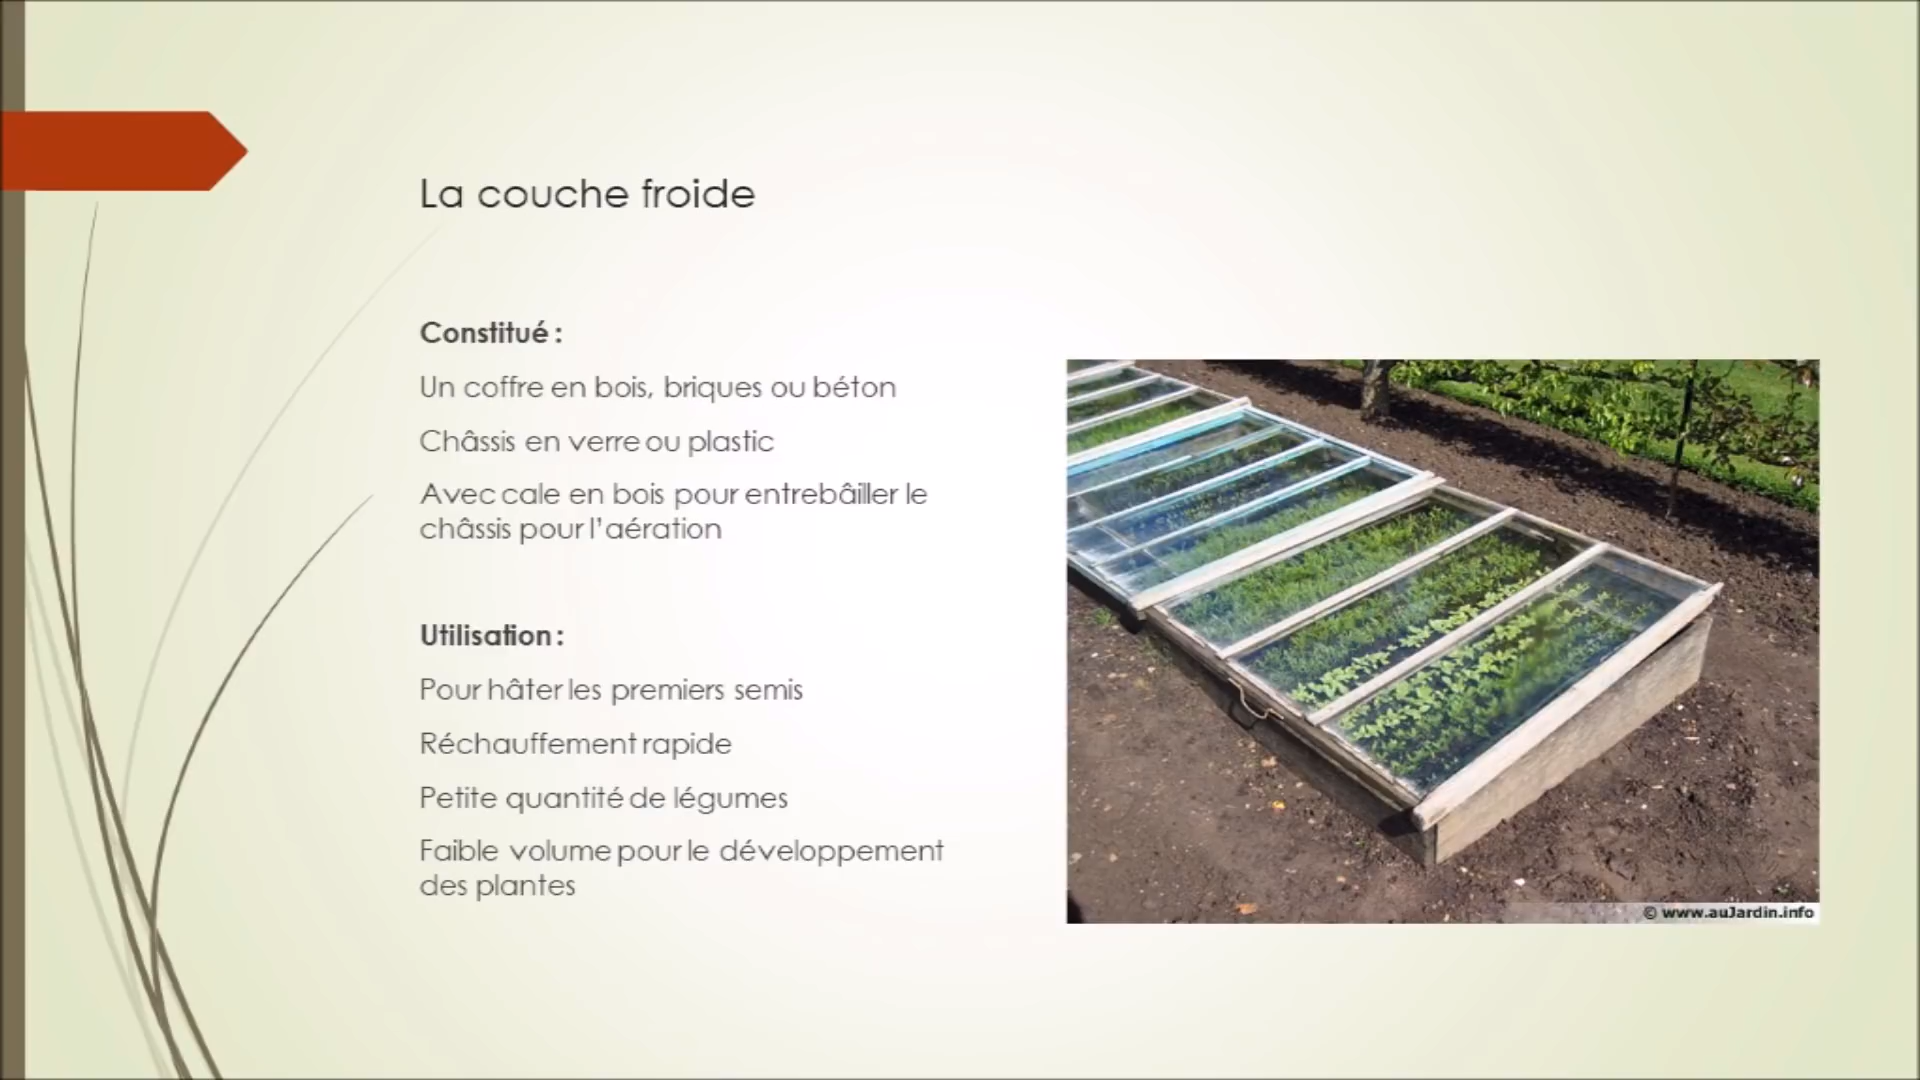 La couche froide
Constitué :
Un coffre en bois, briques ou béton
Châssis en verre ou plastic
Avec cale en bois pour entrebâiller le
châssis pour l’aération
Utilisation :
Pour hâter les premiers semis
Réchauffement rapide
Petite quantité de légumes
Faible volume pour le développement
des plantes
© www.auJardin.info